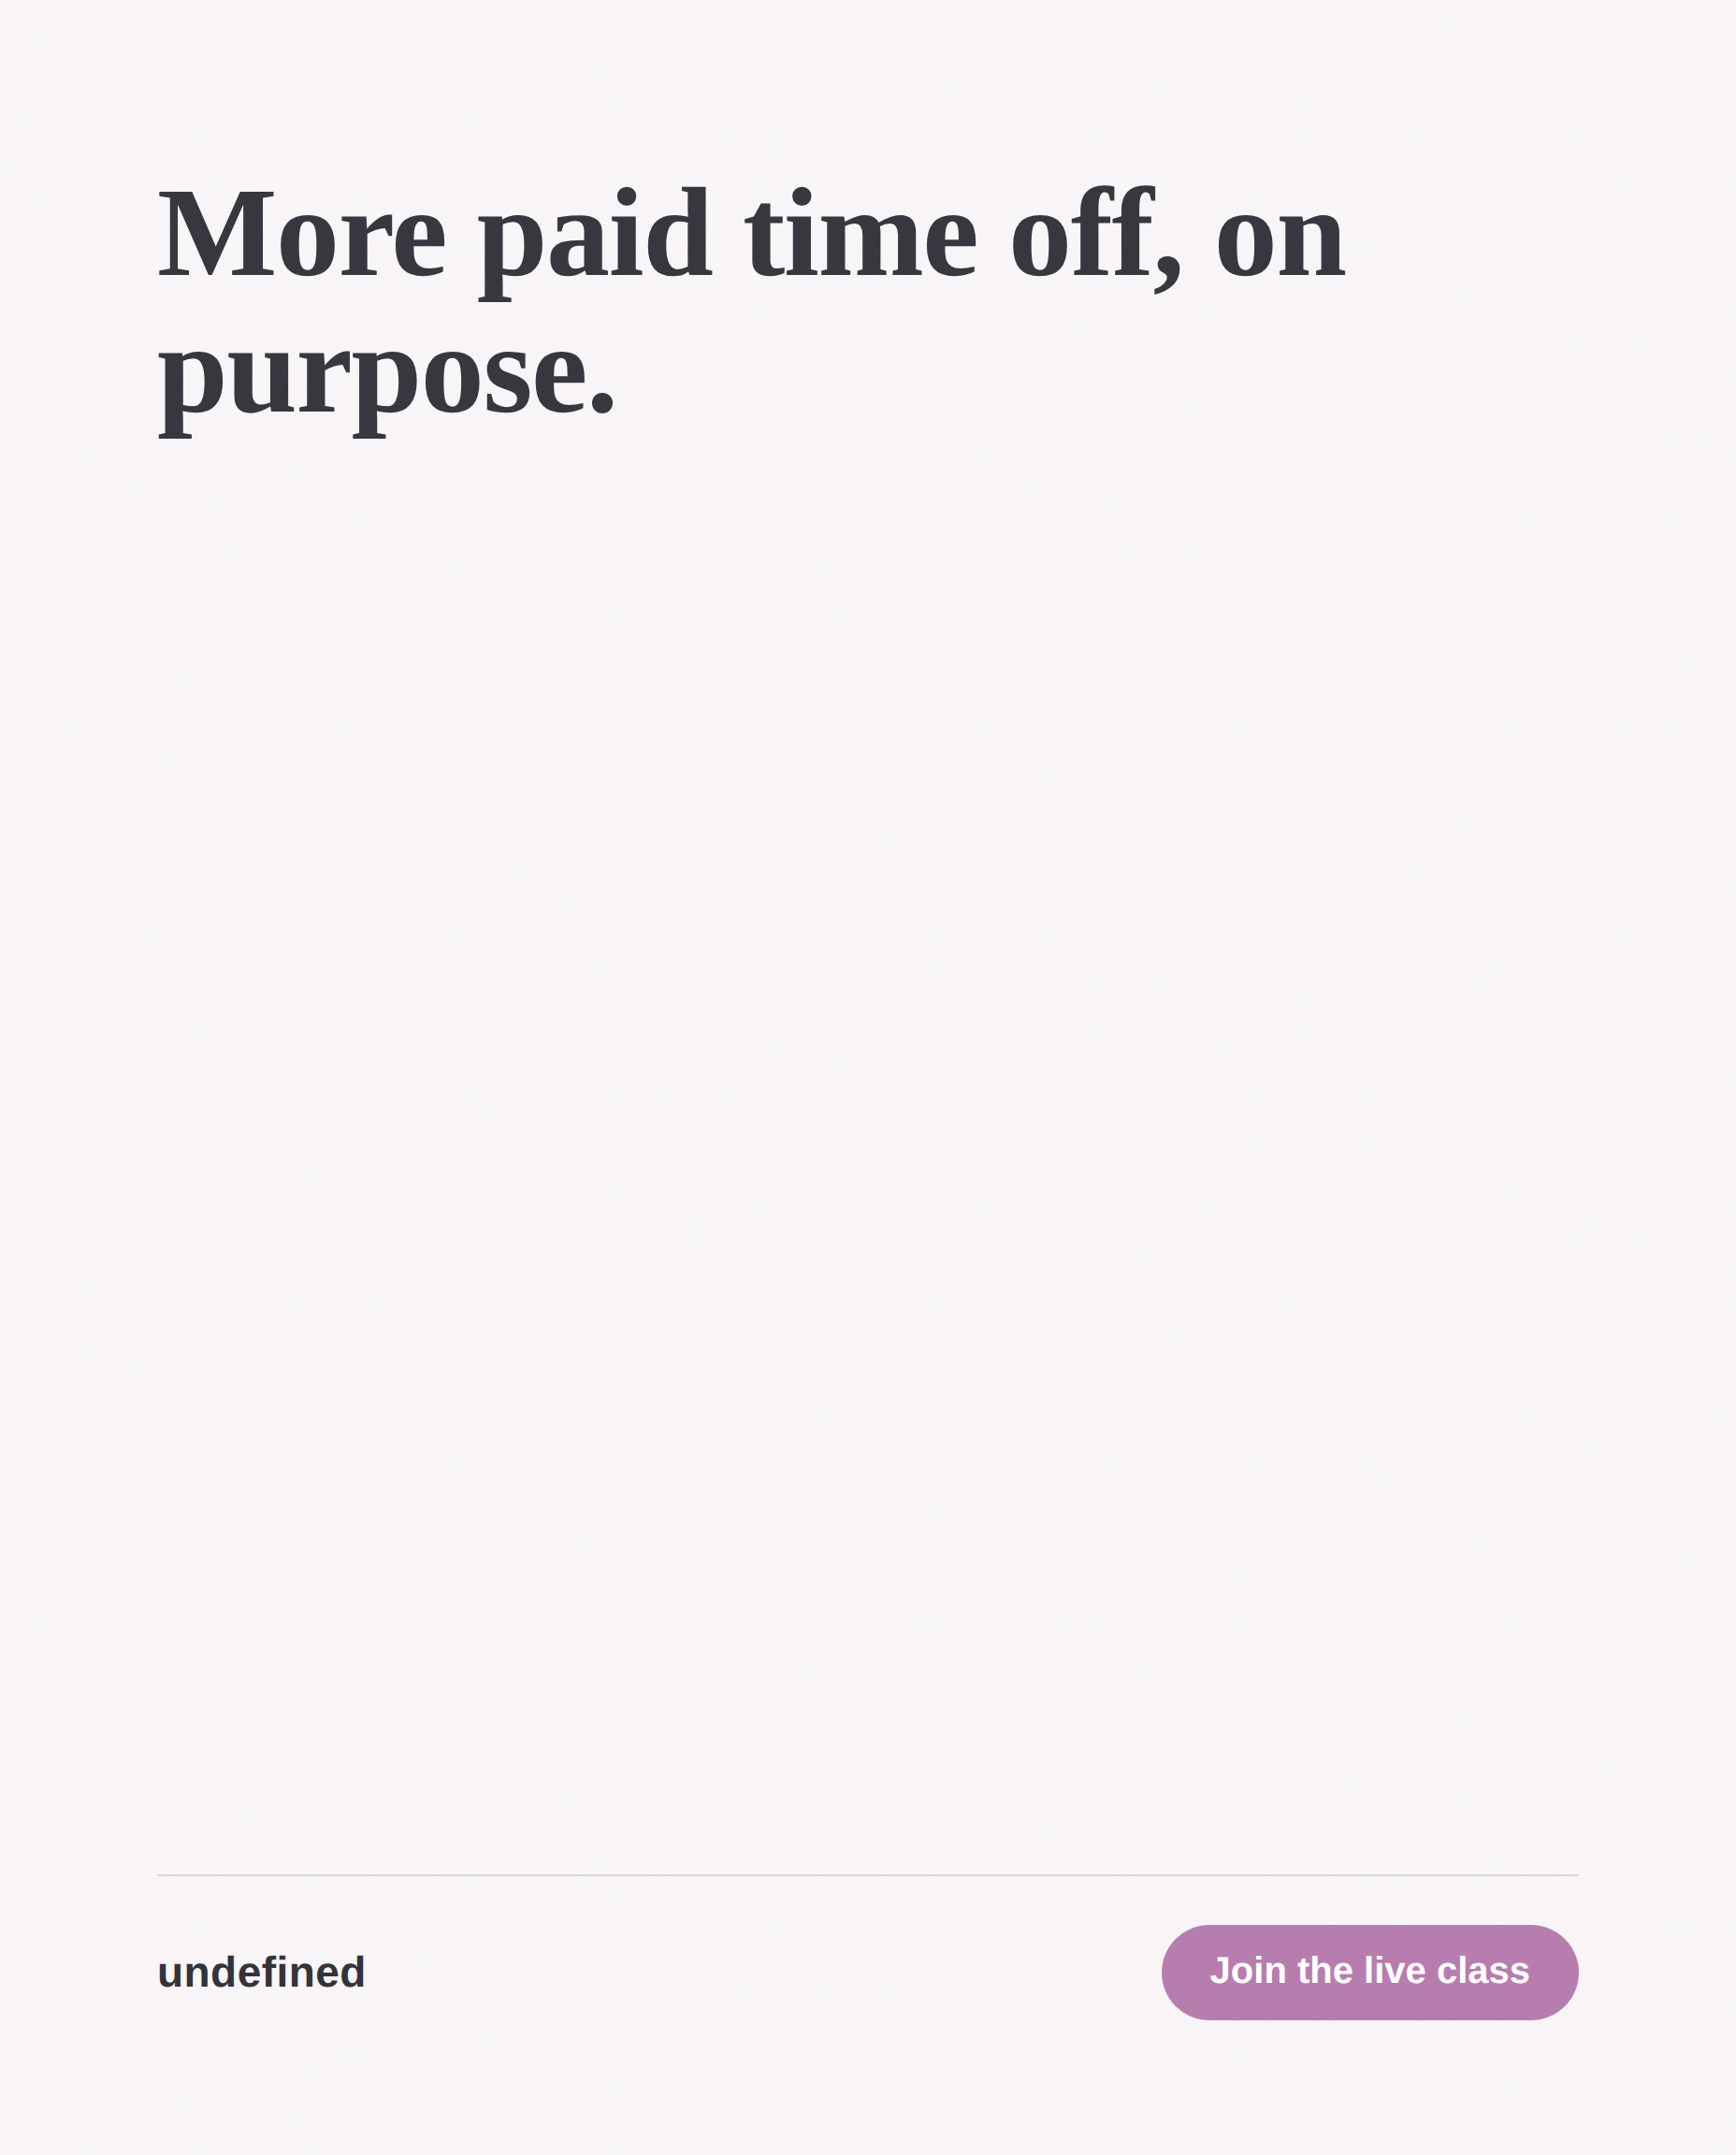 More paid time off, on
purpose.
undefined
Join the live class